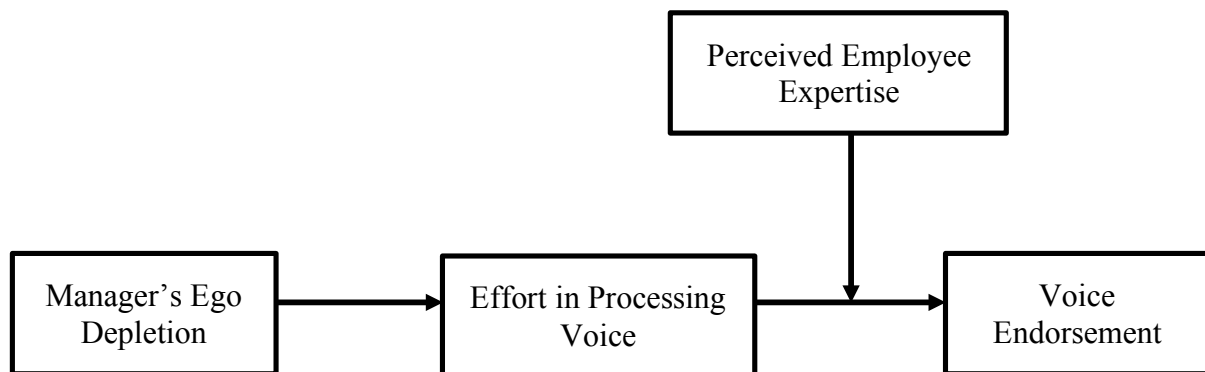 Perceived Employee
Expertise
Manager’s Ego
Depletion
Effort in Processing
Voice
Voice
Endorsement